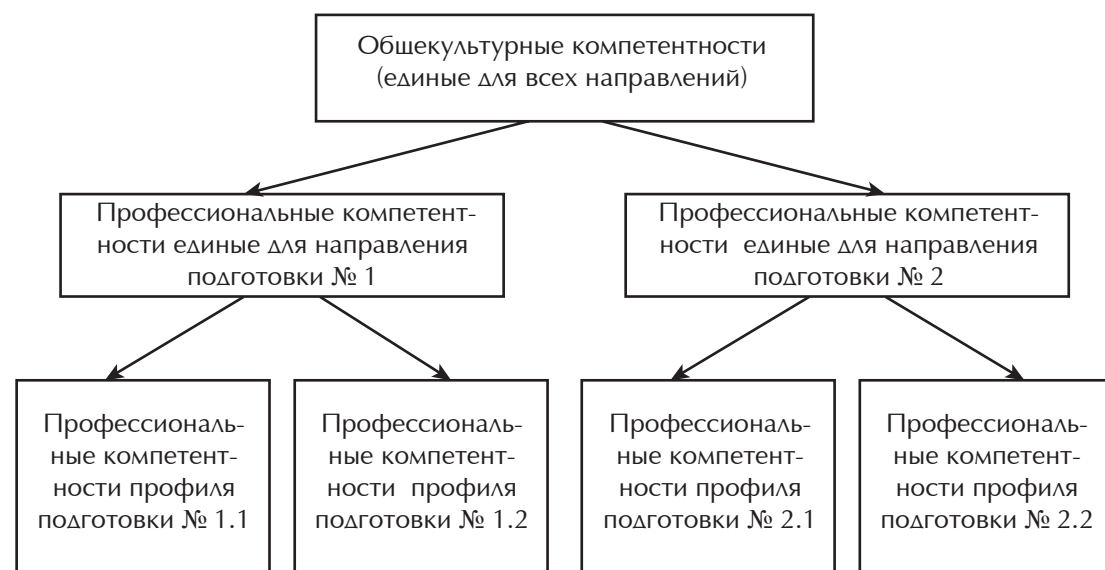 Общекультурные компетентности
(единые для всех направлений)
Профессиональные компетент-
ности единые для направления
подготовки № 1
Профессиональные компетент-
ности единые для направления
подготовки № 2
Профессиональ-
ные компетент-
ности профиля
подготовки № 1.1
Профессиональ-
ные компетент-
ности профиля
подготовки № 1.2
Профессиональ-
ные компетент-
ности профиля
подготовки № 2.1
Профессиональ-
ные компетент-
ности профиля
подготовки № 2.2